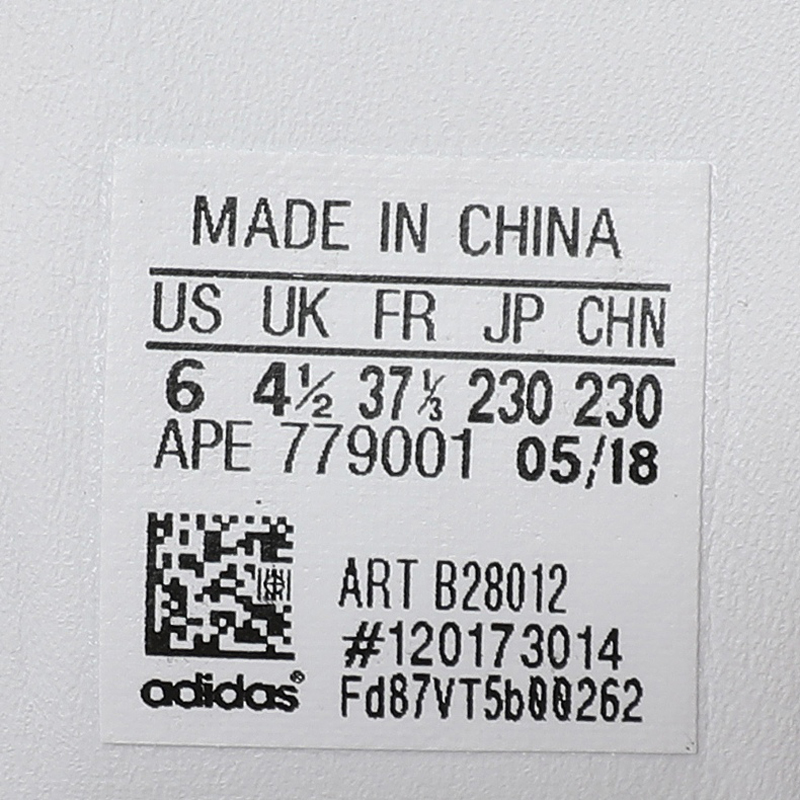 MADE IN CHINA
US UK FR JP CHN
6 4½ 37⅓ 230 230
APE 779001 05/18
ART B28012
#120173014
adidas®
Fd87VT5b00262